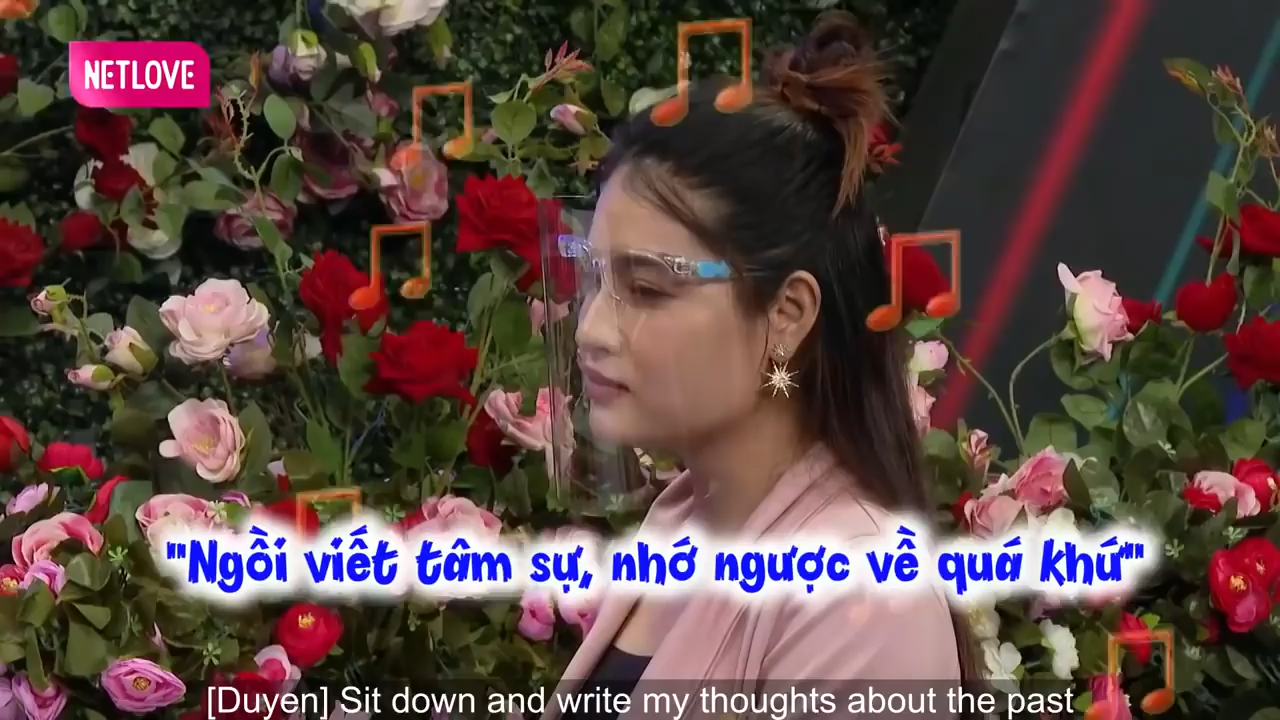 NETLOVE
"'Ngồi viết tâm sự, nhớ ngược về quá khứ'"
[Duyen] Sit down and write my thoughts about the past